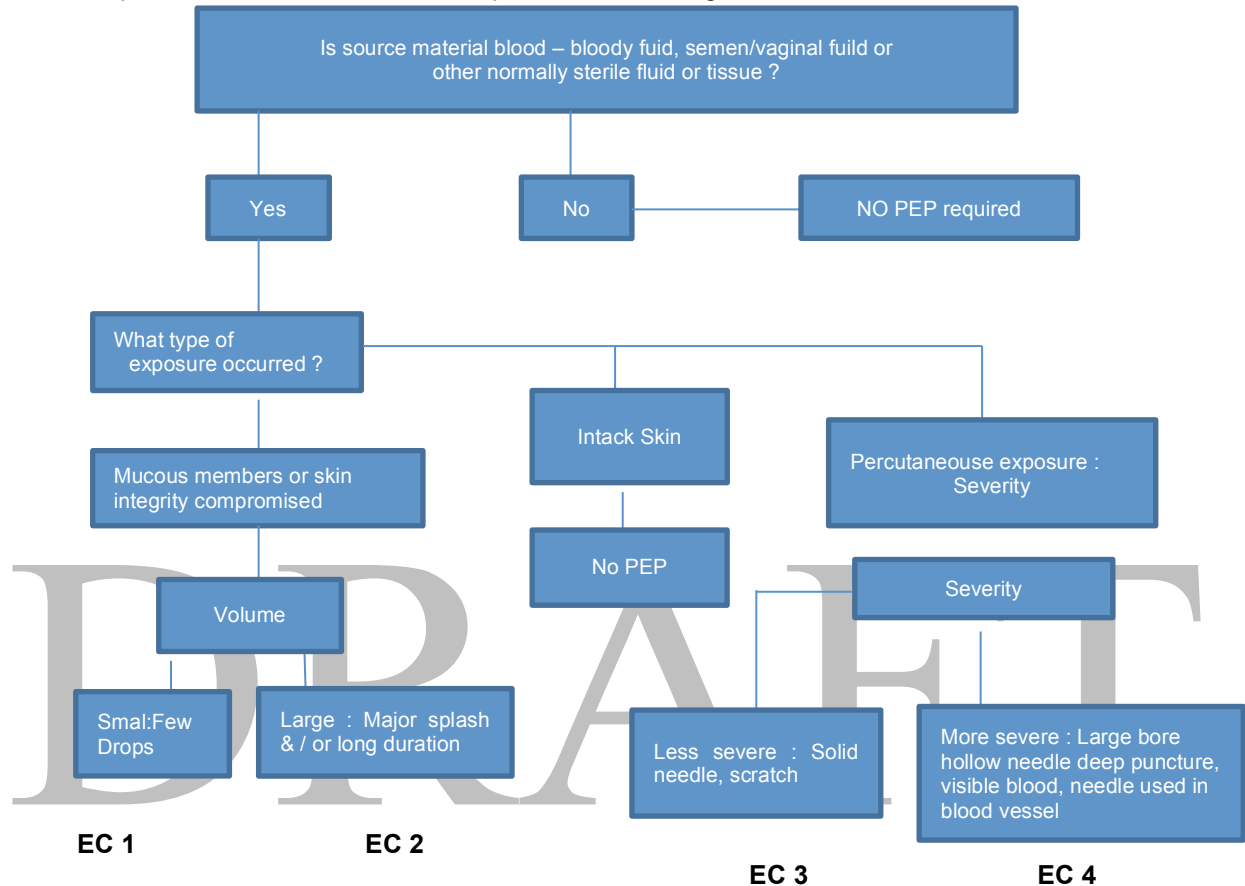 Is source material blood – bloody fuid, semen/vaginal fuild or
other normally sterile fluid or tissue ?
Yes
No
NO PEP required
What type of
exposure occurred ?
Intack Skin
Percutaneouse exposure :
Severity
Mucous members or skin
integrity compromised
No PEP
Volume
Severity
Smal:Few
Drops
Large : Major splash
& / or long duration
Less severe : Solid
needle, scratch
More severe : Large bore
hollow needle deep puncture,
visible blood, needle used in
blood vessel
DRAFT
EC 1
EC 2
EC 3
EC 4